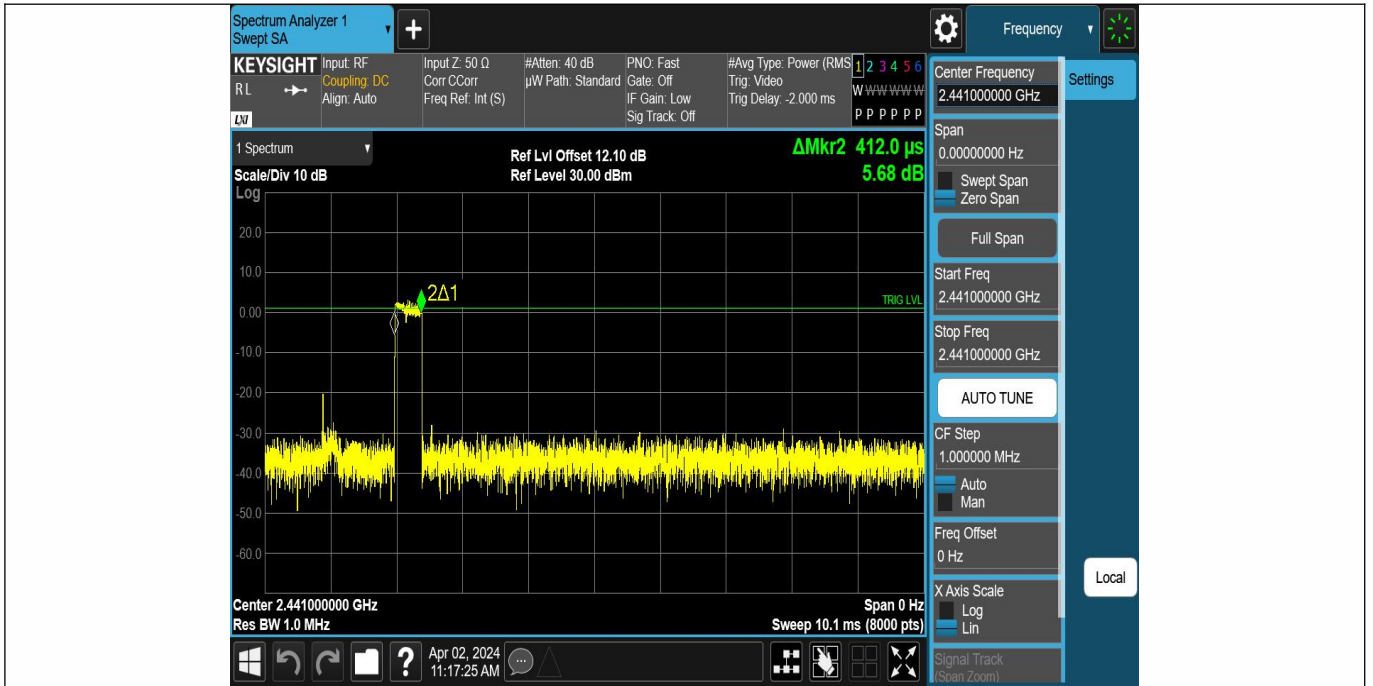 Spectrum Analyzer 1
Swept SA
+
Frequency
KEYSIGHT
RL
LXI
Input: RF
Coupling: DC
Align: Auto
Input Z: 50 Ω
Corr CCorr
Freq Ref: Int (S)
#Atten: 40 dB
µW Path: Standard
PNO: Fast
Gate: Off
IF Gain: Low
Sig Track: Off
#Avg Type: Power (RMS
Trig: Video
Trig Delay: -2.000 ms
1 2 3 4 5 6
W W W W W W
P P P P P P
1 Spectrum
Scale/Div 10 dB
Ref Lvl Offset 12.10 dB
Ref Level 30.00 dBm
ΔMkr2 412.0 µs
5.68 dB
Log
20.0
10.0
0.00
-10.0
-20.0
-30.0
-40.0
-50.0
-60.0
2Δ1
TRIG LVL
Center 2.441000000 GHz
Res BW 1.0 MHz
Span 0 Hz
Sweep 10.1 ms (8000 pts)
Center Frequency
2.441000000 GHz
Settings
Span
0.00000000 Hz
Swept Span
Zero Span
Full Span
Start Freq
2.441000000 GHz
Stop Freq
2.441000000 GHz
AUTO TUNE
CF Step
1.000000 MHz
Auto
Man
Freq Offset
0 Hz
Local
X Axis Scale
Log
Lin
Signal Track
(Span Zoom)
?
Apr 02, 2024
11:17:25 AM